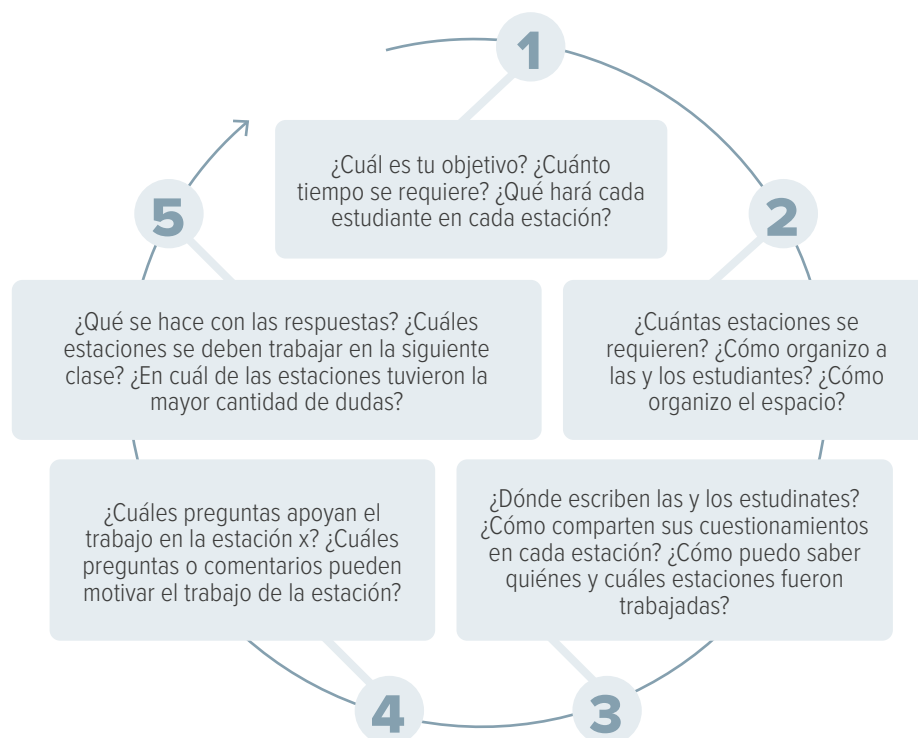 1
¿Cuál es tu objetivo? ¿Cuánto
tiempo se requiere? ¿Qué hará cada
estudiante en cada estación?
2
¿Cuántas estaciones se
requieren? ¿Cómo organizo a
las y los estudiantes? ¿Cómo
organizo el espacio?
3
¿Dónde escriben las y los estudinates?
¿Cómo comparten sus cuestionamientos
en cada estación? ¿Cómo puedo saber
quiénes y cuáles estaciones fueron
trabajadas?
4
¿Cuáles preguntas apoyan el
trabajo en la estación x? ¿Cuáles
preguntas o comentarios pueden
motivar el trabajo de la estación?
5
¿Qué se hace con las respuestas? ¿Cuáles
estaciones se deben trabajar en la siguiente
clase? ¿En cuál de las estaciones tuvieron la
mayor cantidad de dudas?